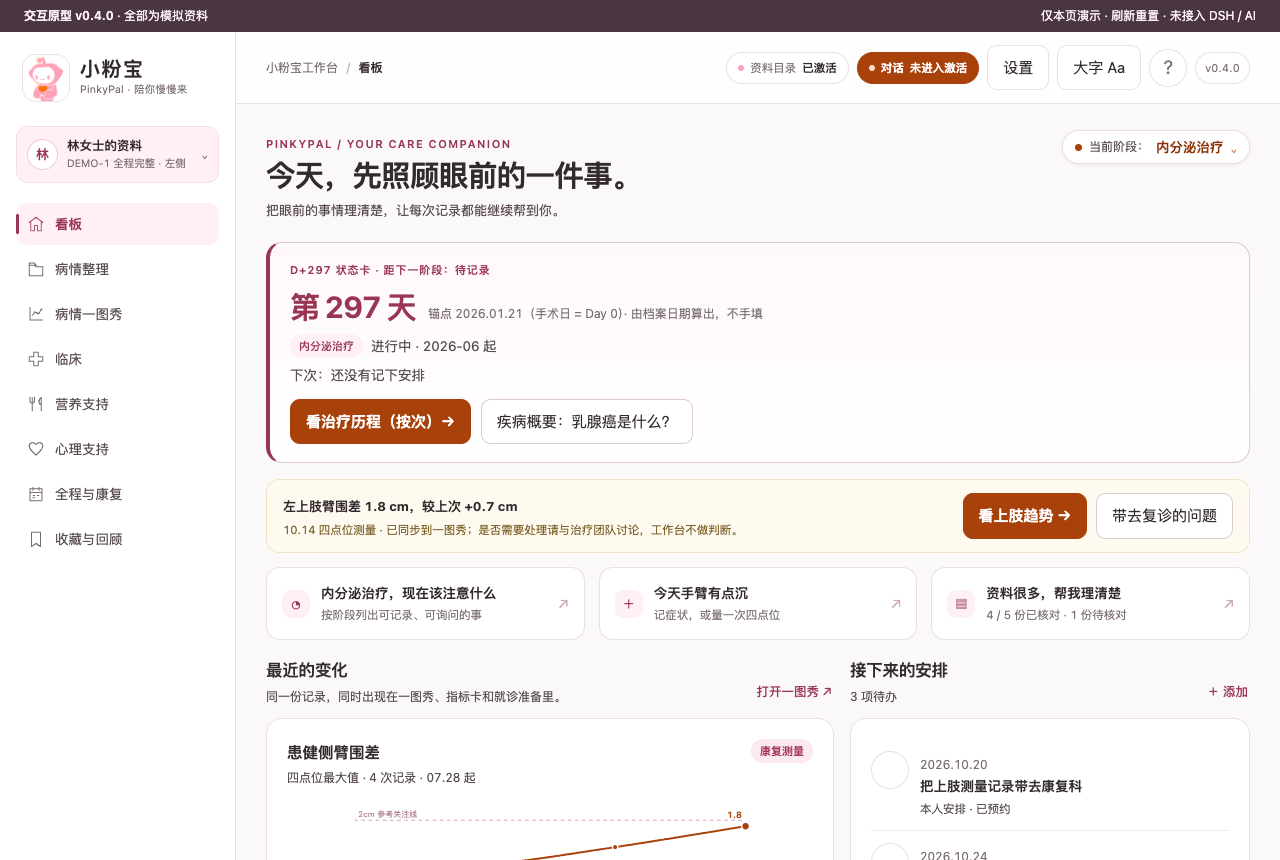 交互原型 v0.4.0 · 全部为模拟资料
仅本页演示 · 刷新重置 · 未接入 DSH / AI
小粉宝
PinkyPal · 陪你慢慢来
林
林女士的资料
DEMO-1 全程完整 · 左侧
看板
病情整理
病情一图秀
临床
营养支持
心理支持
全程与康复
收藏与回顾
小粉宝工作台 / 看板
资料目录 已激活
对话 未进入激活
设置
大字 Aa
?
v0.4.0
PINKYPAL / YOUR CARE COMPANION
今天，先照顾眼前的一件事。
把眼前的事情理清楚，让每次记录都能继续帮到你。
当前阶段： 内分泌治疗
D+297 状态卡 · 距下一阶段：待记录
第 297 天 锚点 2026.01.21（手术日 = Day 0）· 由档案日期算出，不手填
内分泌治疗 进行中 · 2026-06 起
下次：还没有记下安排
看治疗历程（按次）→
疾病概要：乳腺癌是什么？
左上肢臂围差 1.8 cm，较上次 +0.7 cm
10.14 四点位测量 · 已同步到一图秀；是否需要处理请与治疗团队讨论，工作台不做判断。
看上肢趋势 →
带去复诊的问题
内分泌治疗，现在该注意什么
按阶段列出可记录、可询问的事
今天手臂有点沉
记症状，或量一次四点位
资料很多，帮我理清楚
4 / 5 份已核对 · 1 份待核对
最近的变化
同一份记录，同时出现在一图秀、指标卡和就诊准备里。
打开一图秀 ↗
接下来的安排
3 项待办
+ 添加
患健侧臂围差
四点位最大值 · 4 次记录 · 07.28 起
康复测量
2cm 参考关注线
1.8
2026.10.20
把上肢测量记录带去康复科
本人安排 · 已预约
2026.10.24